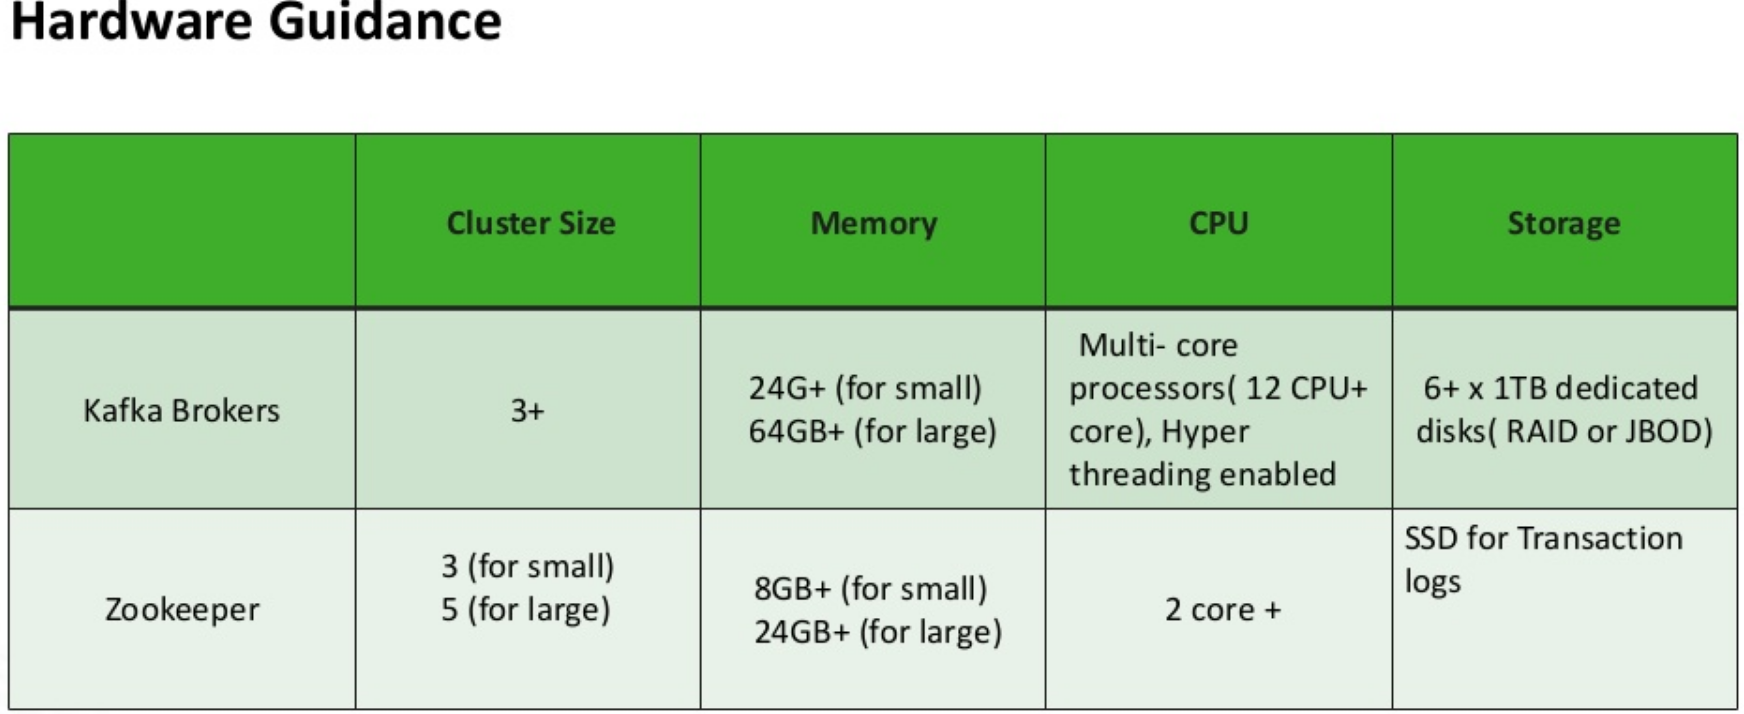 Hardware Guidance
Cluster Size
Memory
CPU
Storage
Kafka Brokers
3+
24G+ (for small)
64GB+ (for large)
Multi- core
processors( 12 CPU+
core), Hyper
threading enabled
6+ x 1TB dedicated
disks( RAID or JBOD)
Zookeeper
3 (for small)
5 (for large)
8GB+ (for small)
24GB+ (for large)
2 core +
SSD for Transaction
logs